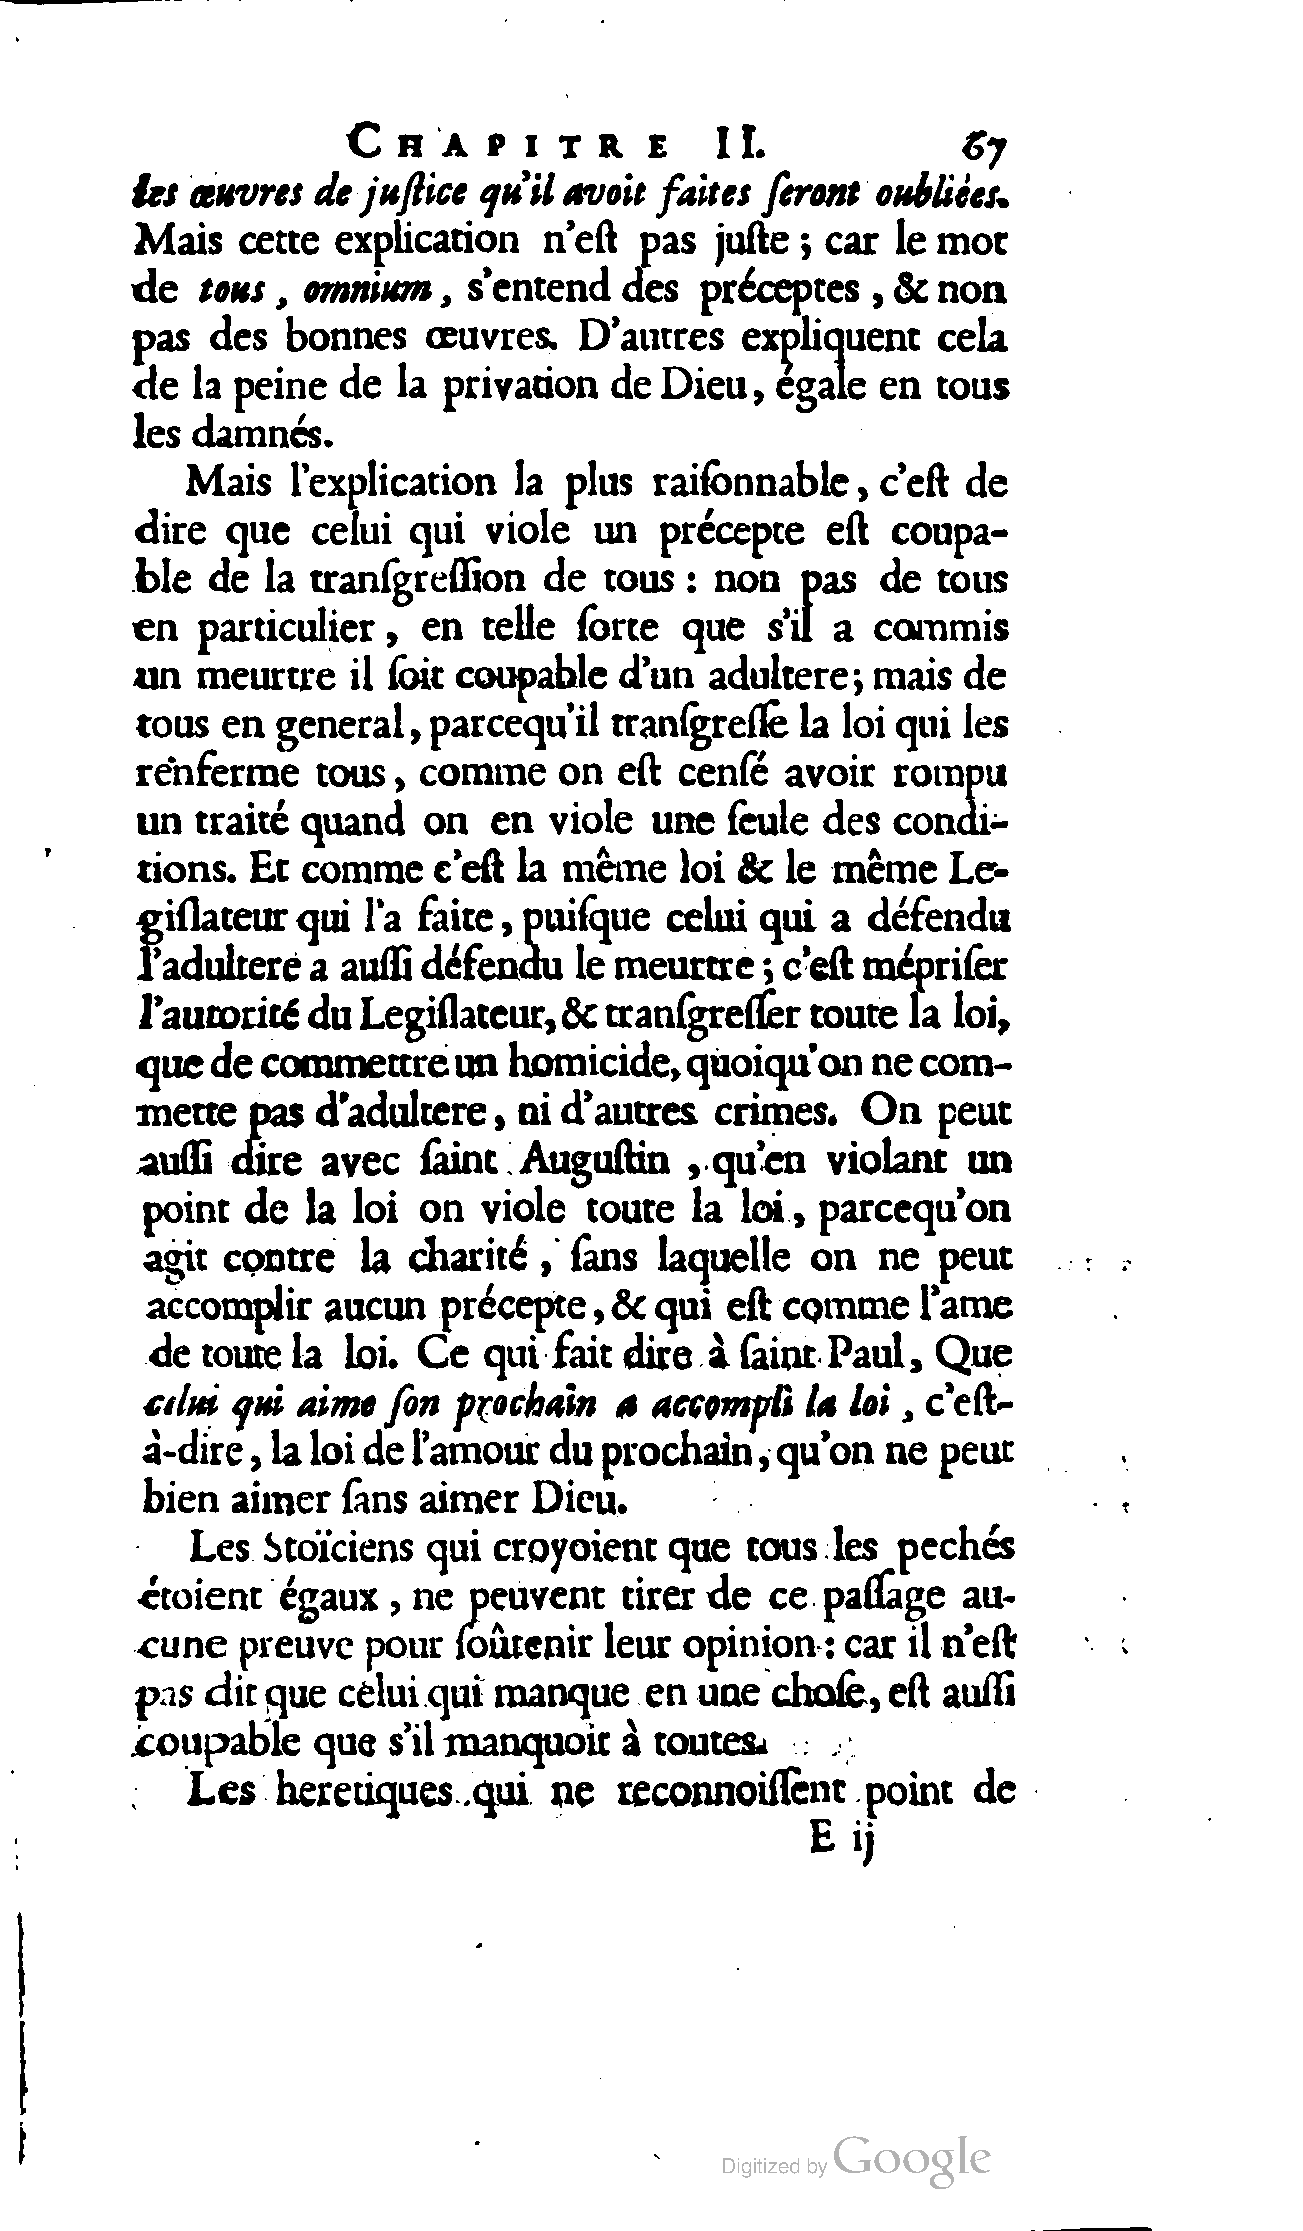 CHAPITRE II. 67
les œuvres de juſtice qu'il avoit faites ſeront oubliées.
Mais cette explication n'eſt pas juſte ; car le mot
de tous, omnium, s'entend des préceptes, & non
pas des bonnes œuvres. D'autres expliquent cela
de la peine de la privation de Dieu, égale en tous
les damnés.
Mais l'explication la plus raiſonnable, c'eſt de
dire que celui qui viole un précepte eſt coupa-
ble de la tranſgreſſion de tous : non pas de tous
en particulier, en telle ſorte que s'il a commis
un meurtre il ſoit coupable d'un adultere; mais de
tous en general, parcequ'il tranſgreſſe la loi qui les
renferme tous, comme on eſt cenſé avoir rompu
un traité quand on en viole une ſeule des condi-
tions. Et comme c'eſt la même loi & le même Le-
giſlateur qui l'a faite, puiſque celui qui a défendu
l'adultere a auſſi défendu le meurtre ; c'eſt mépriſer
l'autorité du Legiſlateur, & tranſgreſſer toute la loi,
que de commettre un homicide, quoiqu'on ne com-
mette pas d'adultere, ni d'autres crimes. On peut
auſſi dire avec ſaint Auguſtin, qu'en violant un
point de la loi on viole toute la loi, parcequ'on
agit contre la charité, ſans laquelle on ne peut
accomplir aucun précepte, & qui eſt comme l'ame
de toute la loi. Ce qui fait dire à ſaint Paul, Que
celui qui aime ſon prochain a accompli la loi, c'eſt-
à-dire, la loi de l'amour du prochain, qu'on ne peut
bien aimer ſans aimer Dieu.
Les Stoïciens qui croyoient que tous les pechés
étoient égaux, ne peuvent tirer de ce paſſage au-
cune preuve pour ſoûtenir leur opinion : car il n'eſt
pas dit que celui qui manque en une choſe, eſt auſſi
coupable que s'il manquoit à toutes.
Les heretiques qui ne reconnoiſſent point de
E ij
Digitized by Google